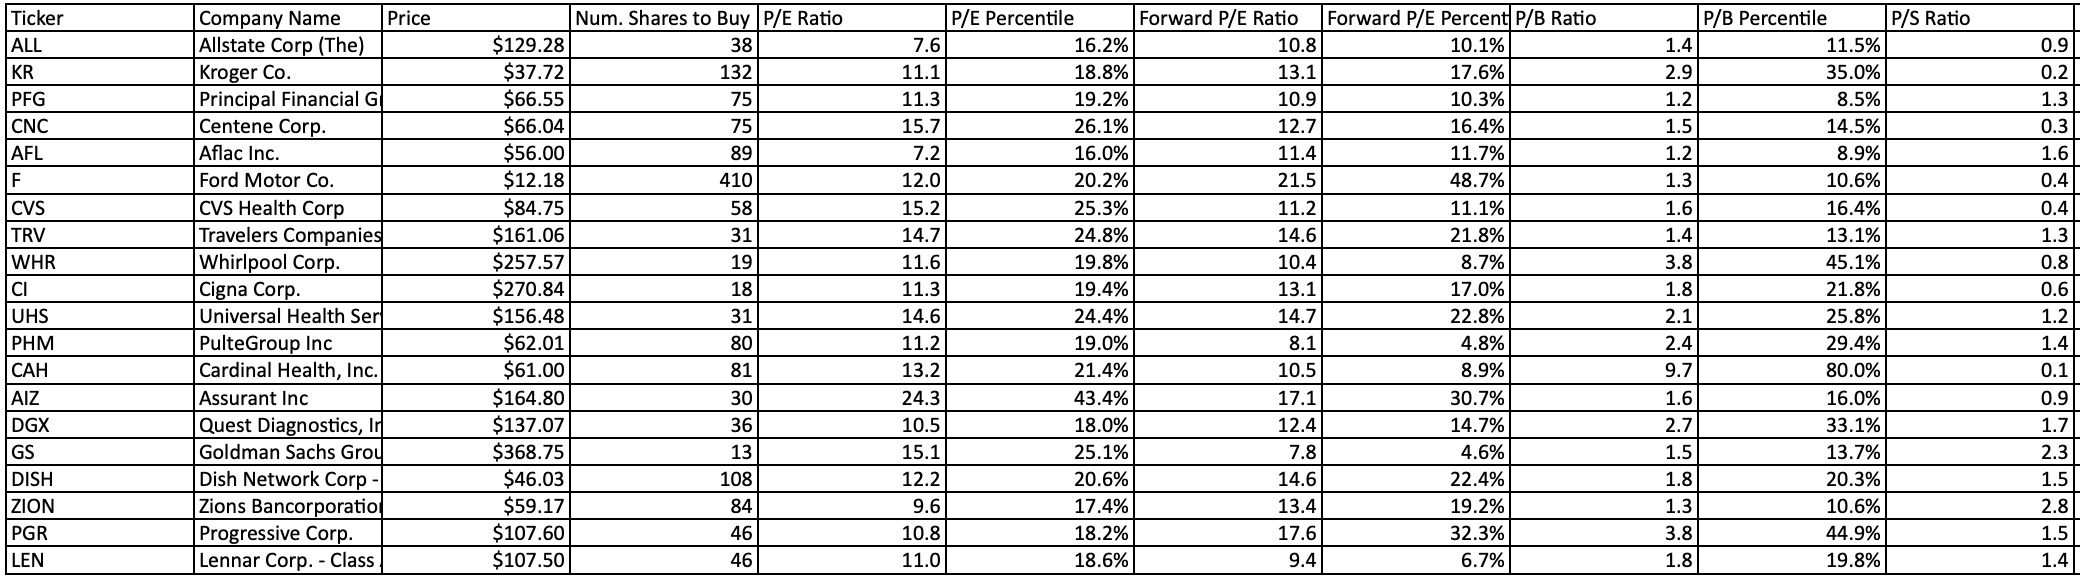 Ticker Company Name Price Num. Shares to Buy P/E Ratio P/E Percentile Forward P/E Ratio Forward P/E Percent P/B Ratio P/B Percentile P/S Ratio
ALL Allstate Corp (The) $129.28 38 7.6 16.2% 10.8 10.1% 1.4 11.5% 0.9
KR Kroger Co. $37.72 132 11.1 18.8% 13.1 17.6% 2.9 35.0% 0.2
PFG Principal Financial G $66.55 75 11.3 19.2% 10.9 10.3% 1.2 8.5% 1.3
CNC Centene Corp. $66.04 75 15.7 26.1% 12.7 16.4% 1.5 14.5% 0.3
AFL Aflac Inc. $56.00 89 7.2 16.0% 11.4 11.7% 1.2 8.9% 1.6
F Ford Motor Co. $12.18 410 12.0 20.2% 21.5 48.7% 1.3 10.6% 0.4
CVS CVS Health Corp $84.75 58 15.2 25.3% 11.2 11.1% 1.6 16.4% 0.4
TRV Travelers Companies $161.06 31 14.7 24.8% 14.6 21.8% 1.4 13.1% 1.3
WHR Whirlpool Corp. $257.57 19 11.6 19.8% 10.4 8.7% 3.8 45.1% 0.8
CI Cigna Corp. $270.84 18 11.3 19.4% 13.1 17.0% 1.8 21.8% 0.6
UHS Universal Health Ser $156.48 31 14.6 24.4% 14.7 22.8% 2.1 25.8% 1.2
PHM PulteGroup Inc $62.01 80 11.2 19.0% 8.1 4.8% 2.4 29.4% 1.4
CAH Cardinal Health, Inc. $61.00 81 13.2 21.4% 10.5 8.9% 9.7 80.0% 0.1
AIZ Assurant Inc $164.80 30 24.3 43.4% 17.1 30.7% 1.6 16.0% 0.9
DGX Quest Diagnostics, In $137.07 36 10.5 18.0% 12.4 14.7% 2.7 33.1% 1.7
GS Goldman Sachs Grou $368.75 13 15.1 25.1% 7.8 4.6% 1.5 13.7% 2.3
DISH Dish Network Corp - $46.03 108 12.2 20.6% 14.6 22.4% 1.8 20.3% 1.5
ZION Zions Bancorporation $59.17 84 9.6 17.4% 13.4 19.2% 1.3 10.6% 2.8
PGR Progressive Corp. $107.60 46 10.8 18.2% 17.6 32.3% 3.8 44.9% 1.5
LEN Lennar Corp. - Class $107.50 46 11.0 18.6% 9.4 6.7% 1.8 19.8% 1.4